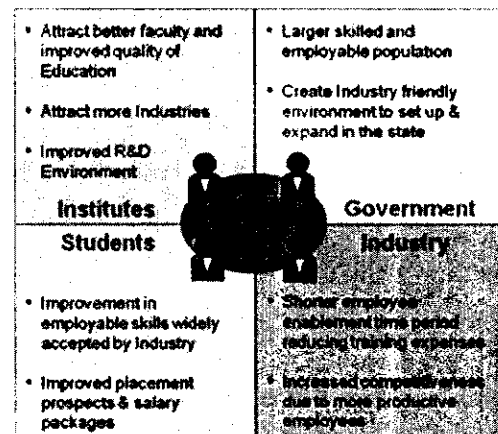 • Attract better faculty and
improved quality of
Education
• Attract more Industries
• Improved R&D
Environment
Institutes
• Larger skilled and
employable population
• Create Industry friendly
environment to set up &
expand in the state
Government
Students
• Improvement in
employable skills widely
accepted by Industry
• Improved placement
prospects & salary
packages
Industry
• Shorter employee
enablement time period
reducing training expenses
• Increased competitiveness
due to more productive
employees